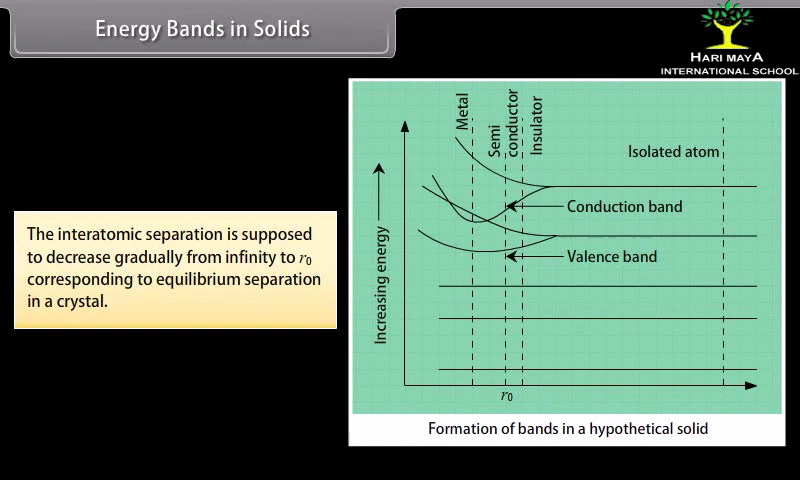 Energy Bands in Solids
HARI MAYA
INTERNATIONAL SCHOOL
The interatomic separation is supposed
to decrease gradually from infinity to r0
corresponding to equilibrium separation
in a crystal.
Metal
Semi
conductor
Insulator
Isolated atom
Conduction band
Valence band
Increasing energy
r0
Formation of bands in a hypothetical solid